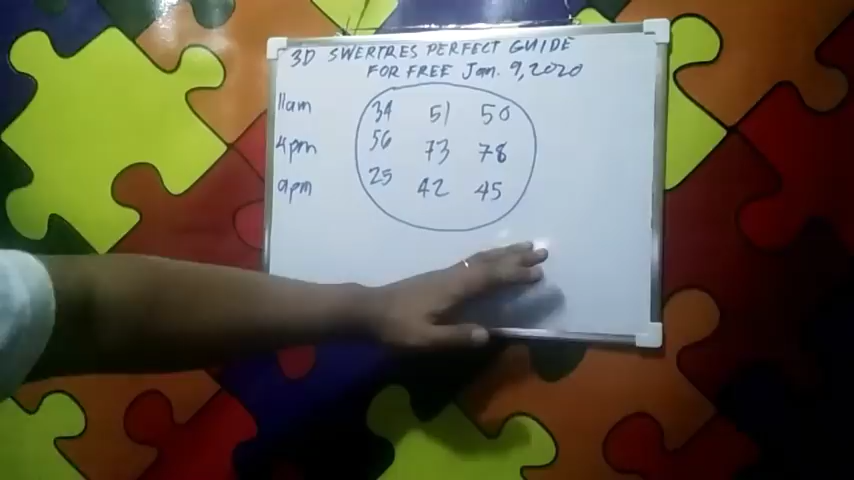 3D SWERTRES PERFECT GUIDE
FOR FREE Jan. 9, 2020
11am 34 51 50
4pm 56 73 78
9pm 25 42 45